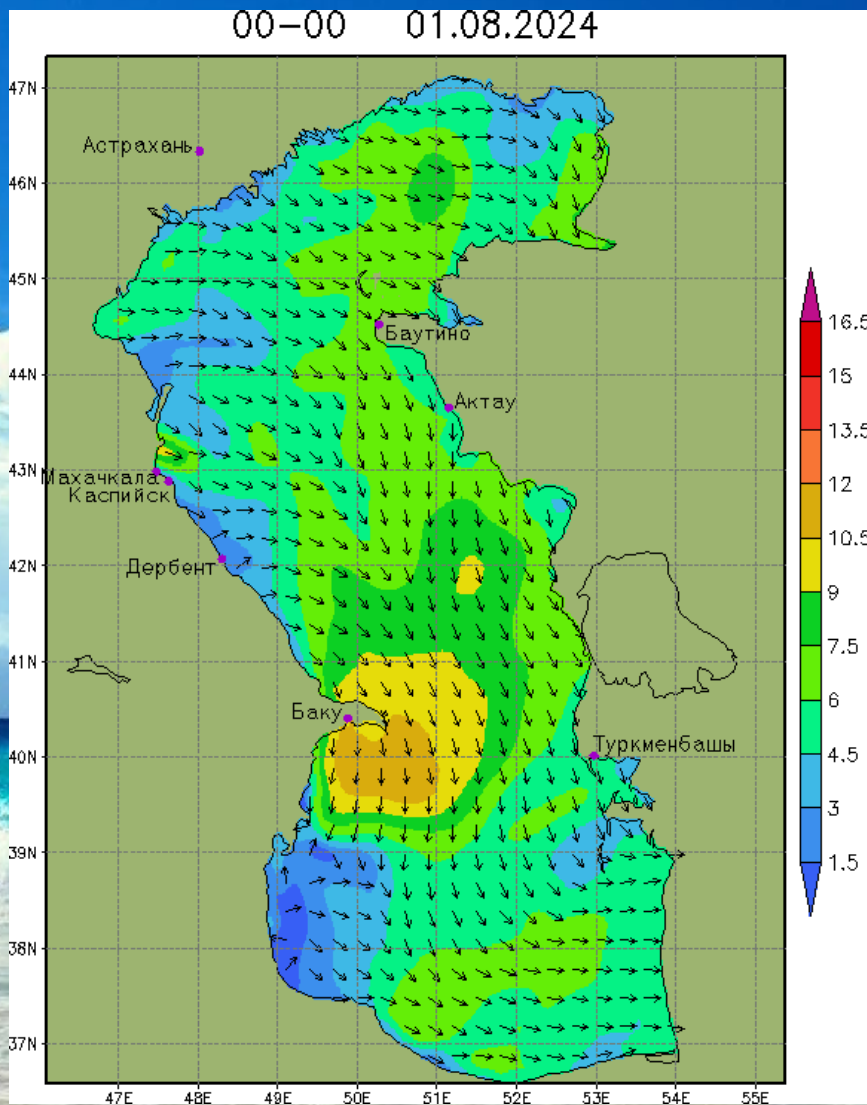 00-00 01.08.2024
47N
Астрахань
46N
45N
Баутино
44N
Актау
43N
Махачкала
Каспийск
42N
Дербент
41N
Баку
40N
Туркменбашы
39N
38N
37N
47E 48E 49E 50E 51E 52E 53E 54E 55E
16.5
15
13.5
12
10.5
9
7.5
6
4.5
3
1.5